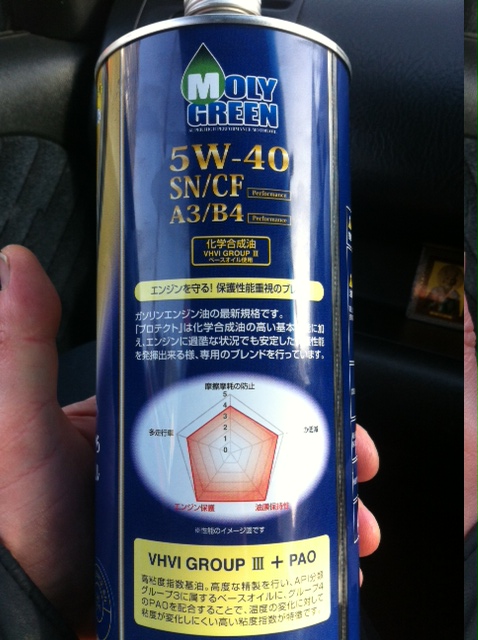 MOLY
GREEN
5W-40
SN/CF Performance
A3/B4 Performance
化学合成油
VHVI GROUP Ⅲ
ベースオイル使用
エンジンを守る! 保護性能重視のブレ
ガソリンエンジン油の最新規格です。
「プロテクト」は化学合成油の高い基本 に加
え、エンジンに過酷な状況でも安定した 性能
を発揮出来る様、専用のブレンドを行っています。
摩擦摩耗の防止
5
4
3
2
1
0
多走行車
エンジン保護
油膜保持性
※性能のイメージ図です
VHVI GROUP Ⅲ + PAO
高粘度指数基油。高度な精製を行い、API分類
グループ3に属するベースオイルに、グループ4
のPAOを配合することで、温度の変化に対して
粘度が変化しにくい高い粘度指数が特徴です。